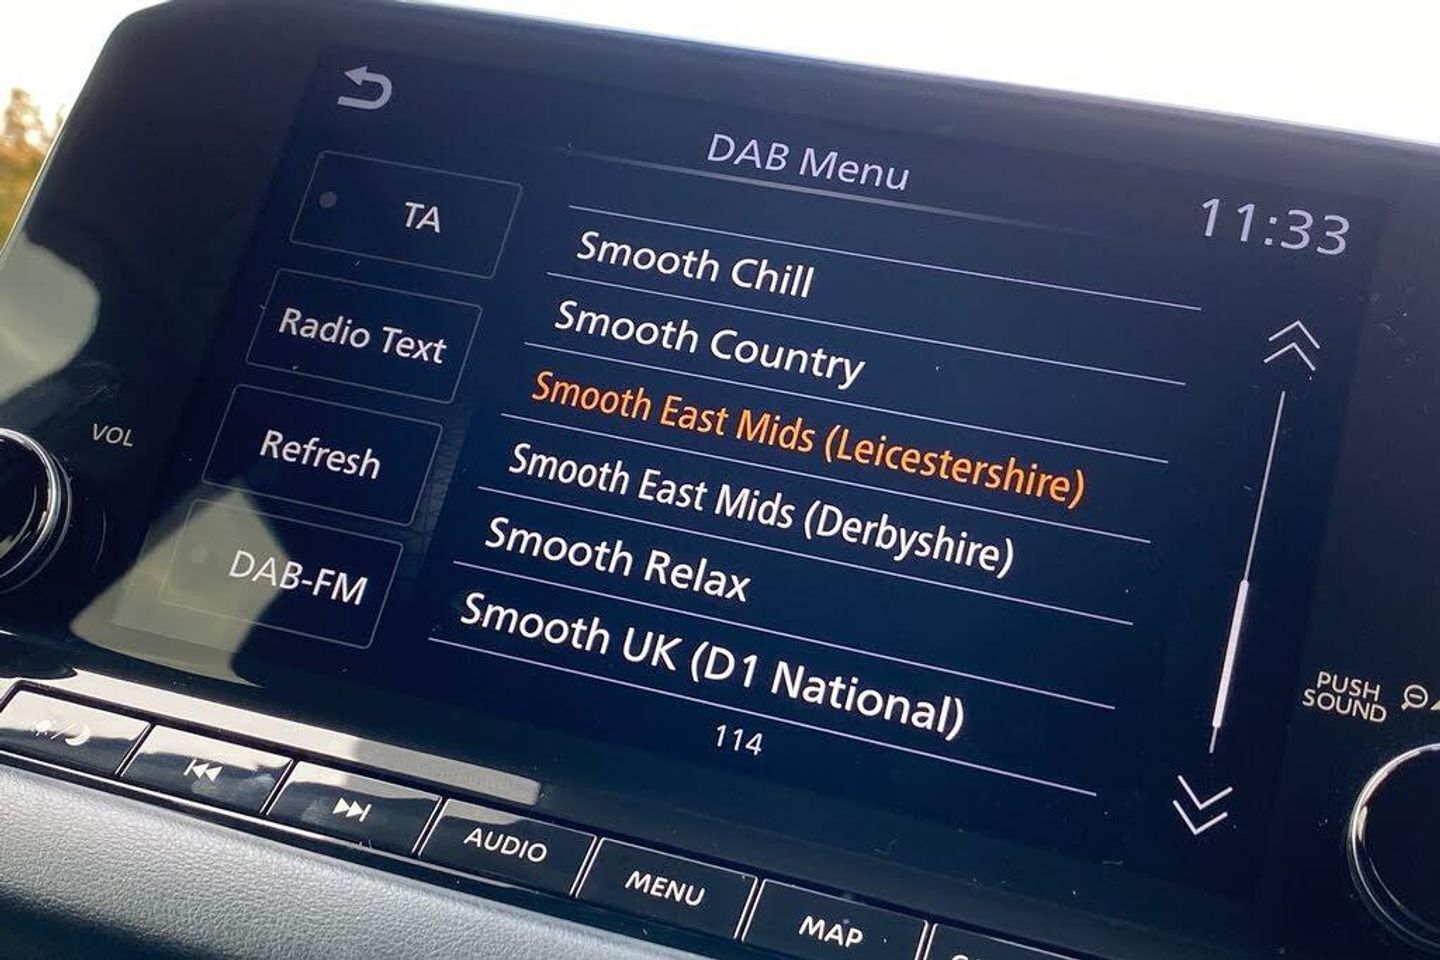 DAB Menu
11:33
TA
Radio Text
Refresh
DAB-FM
Smooth Chill
Smooth Country
Smooth East Mids (Leicestershire)
Smooth East Mids (Derbyshire)
Smooth Relax
Smooth UK (D1 National)
114
VOL
PUSH
SOUND
AUDIO
MENU
MAP